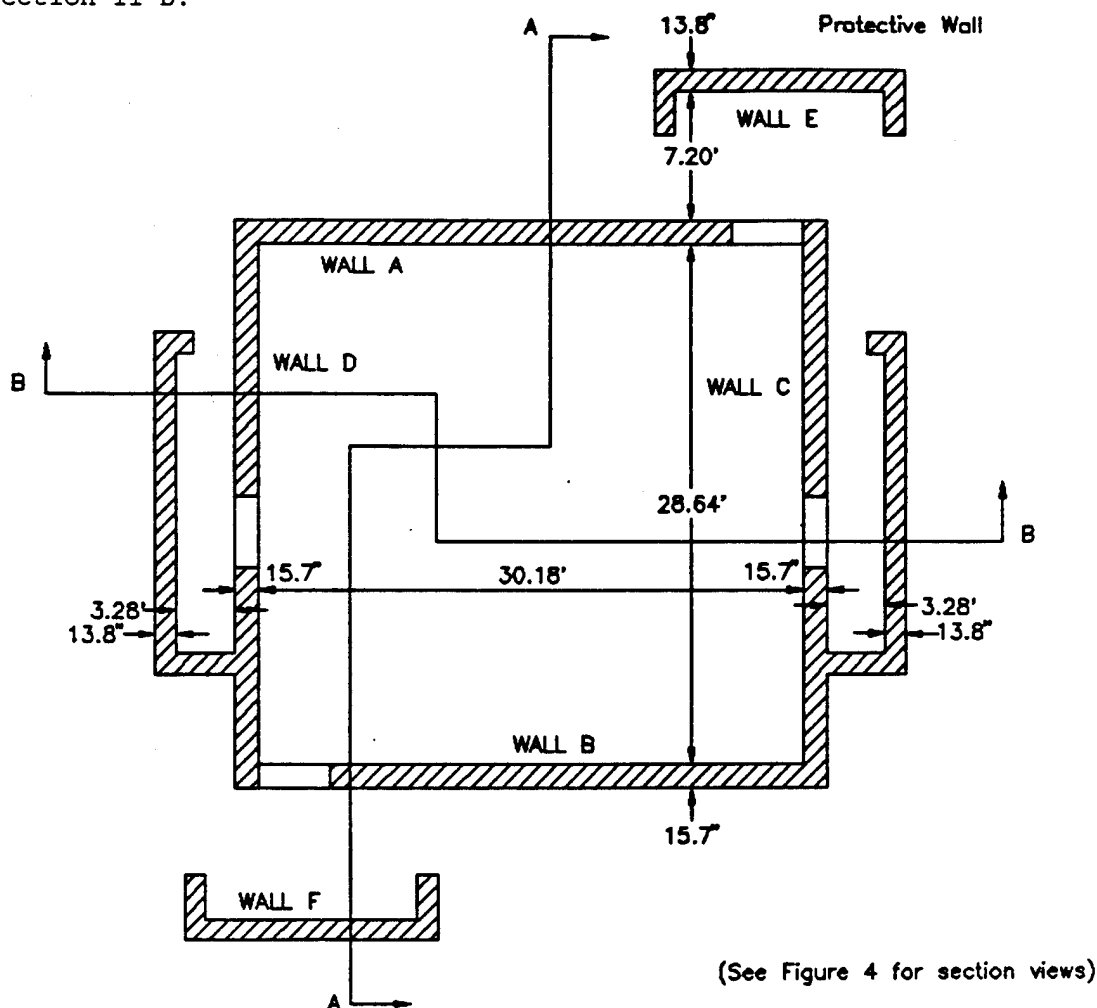 ection II-B.
A
13.8"
Protective Wall
WALL E
7.20'
WALL A
WALL D
B
WALL C
28.64'
B
15.7"
30.18'
15.7"
3.28'
3.28'
13.8"
13.8"
WALL B
15.7"
WALL F
(See Figure 4 for section views)
A